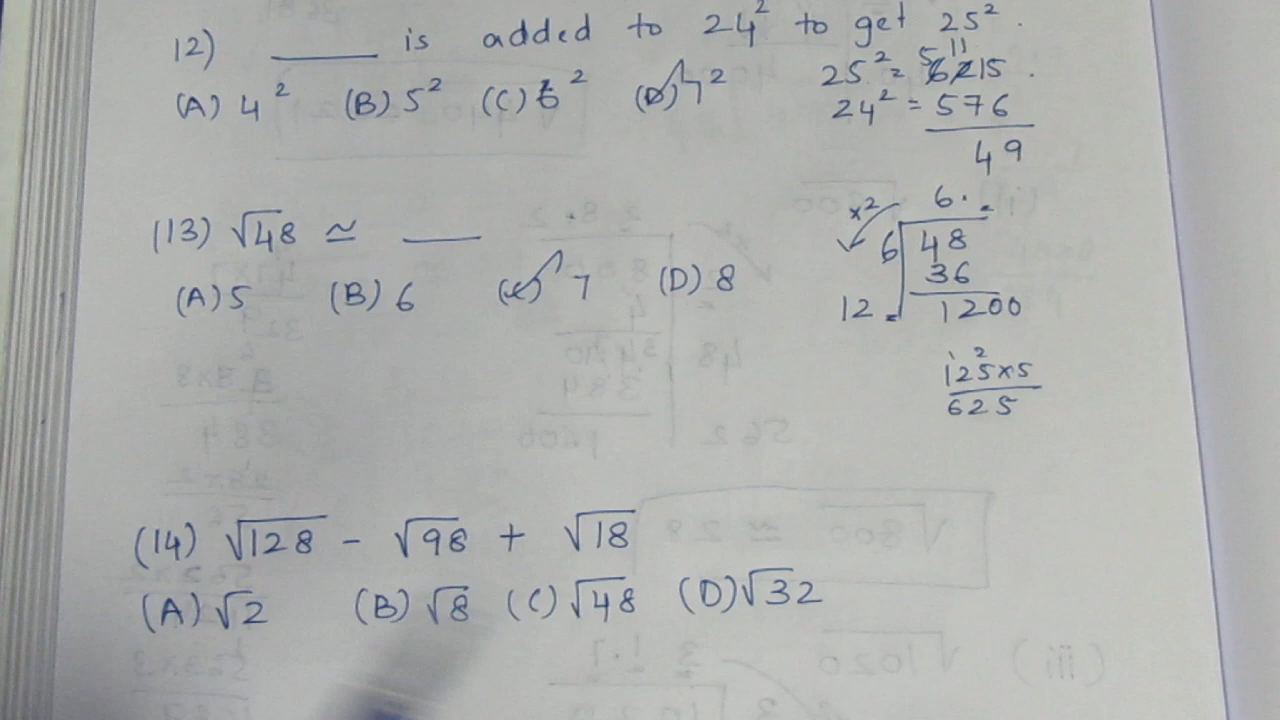 12) ____ is added to 24² to get 25².
(A) 4² (B) 5² (C) 6² (D) 7²
25² = 625.
24² = 576
49
(13) √48 ≃ ____
(A) 5 (B) 6 (C) 7 (D) 8
×2 6.
6 48
36
12 1200
125×5
625
(14) √128 - √98 + √18
(A) √2 (B) √8 (C) √48 (D) √32